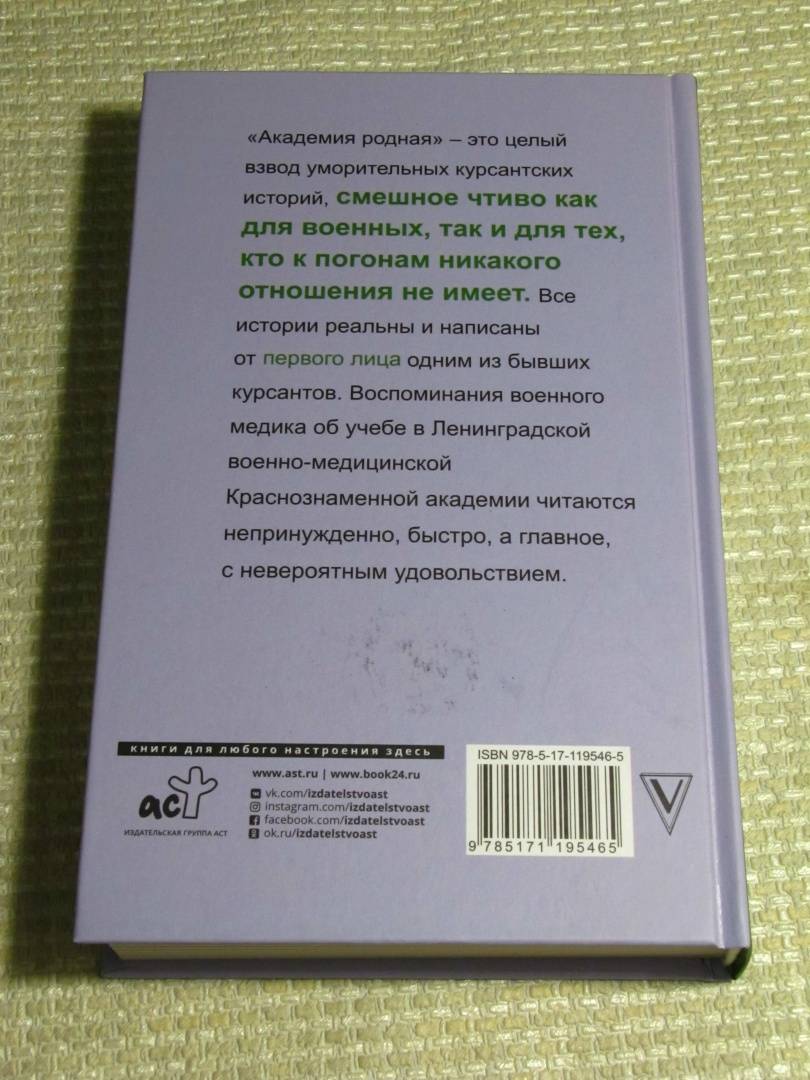 «Академия родная» – это целый
взвод уморительных курсантских
историй, смешное чтиво как
для военных, так и для тех,
кто к погонам никакого
отношения не имеет. Все
истории реальны и написаны
от первого лица одним из бывших
курсантов. Воспоминания военного
медика об учебе в Ленинградской
военно-медицинской
Краснознаменной академии читаются
непринужденно, быстро, а главное,
с невероятным удовольствием.
книги для любого настроения здесь
аст
ИЗДАТЕЛЬСКАЯ ГРУППА АСТ
www.ast.ru | www.book24.ru
vk.com/izdatelstvoast
instagram.com/izdatelstvoast
facebook.com/izdatelstvoast
ok.ru/izdatelstvoast
ISBN 978-5-17-119546-5
9 785171 195465
V